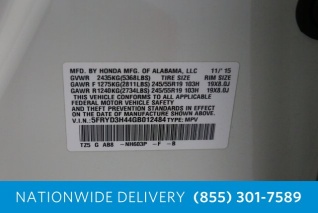 MFD. BY HONDA MFG. OF ALABAMA, LLC 11/'15
GVWR 2435KG(5368LBS) TIRE SIZE RIM SIZE
GAWR F 1275KG(2811LBS) 245/55R19 103H 19X8.0J
GAWR R 1240KG(2734LBS) 245/55R19 103H 19X8.0J
THIS VEHICLE CONFORMS TO ALL APPLICABLE
FEDERAL MOTOR VEHICLE SAFETY AND
THEFT PREVENTION STANDARDS IN EFFECT ON
THE DATE OF MANUFACTURE SHOWN ABOVE.
V.I.N.:5FRYD3H44GB012484 TYPE:MPV
TZ5 G AB8 -NH603P -F -B
NATIONWIDE DELIVERY (855) 301-7589